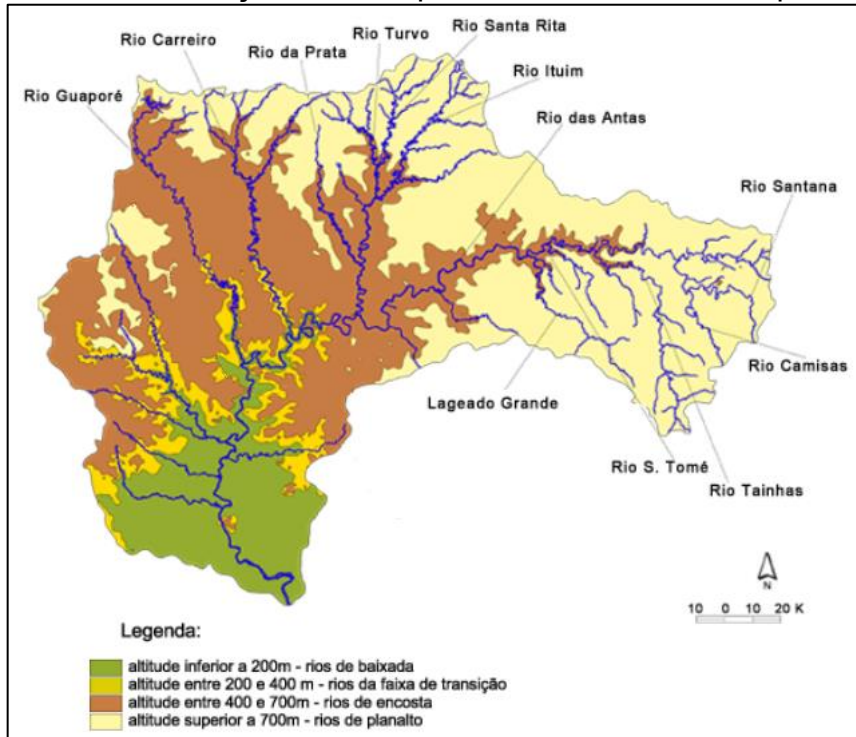 Rio Carreiro
Rio da Prata
Rio Turvo
Rio Santa Rita
Rio Ituim
Rio Guaporé
Rio das Antas
Rio Santana
Rio Camisas
Lageado Grande
Rio S. Tomé
Rio Tainhas
N
10 0 10 20 K
Legenda:
altitude inferior a 200m - rios de baixada
altitude entre 200 e 400 m - rios da faixa de transição
altitude entre 400 e 700m - rios de encosta
altitude superior a 700m - rios de planalto